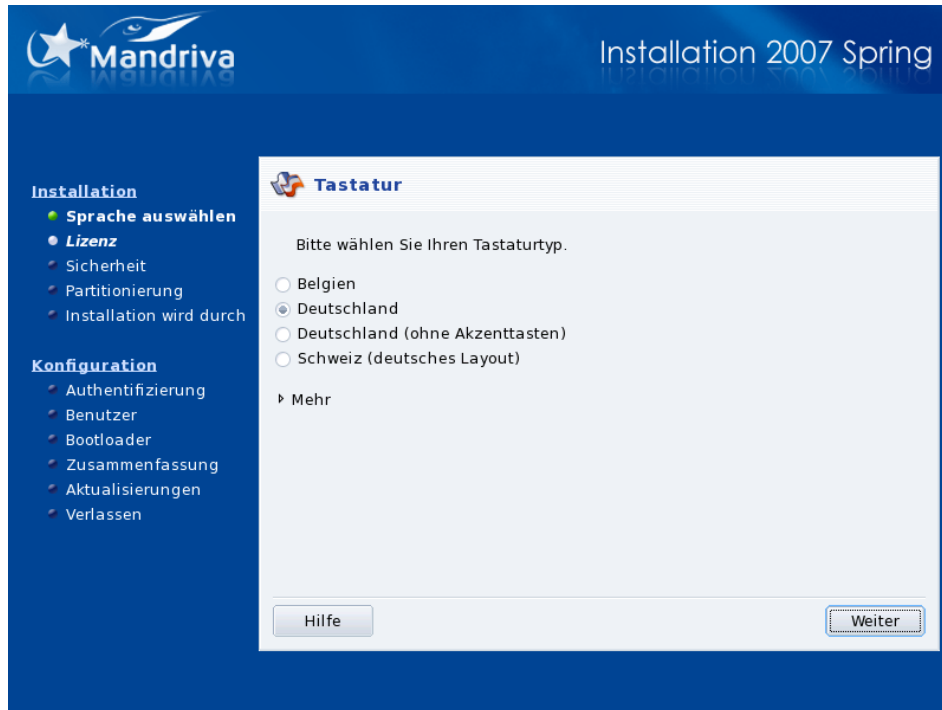 Mandriva
Installation 2007 Spring
Installation
Sprache auswählen
Lizenz
Sicherheit
Partitionierung
Installation wird durch
Konfiguration
Authentifizierung
Benutzer
Bootloader
Zusammenfassung
Aktualisierungen
Verlassen
Tastatur
Bitte wählen Sie Ihren Tastaturtyp.
Belgien
Deutschland
Deutschland (ohne Akzenttasten)
Schweiz (deutsches Layout)
Mehr
Hilfe
Weiter